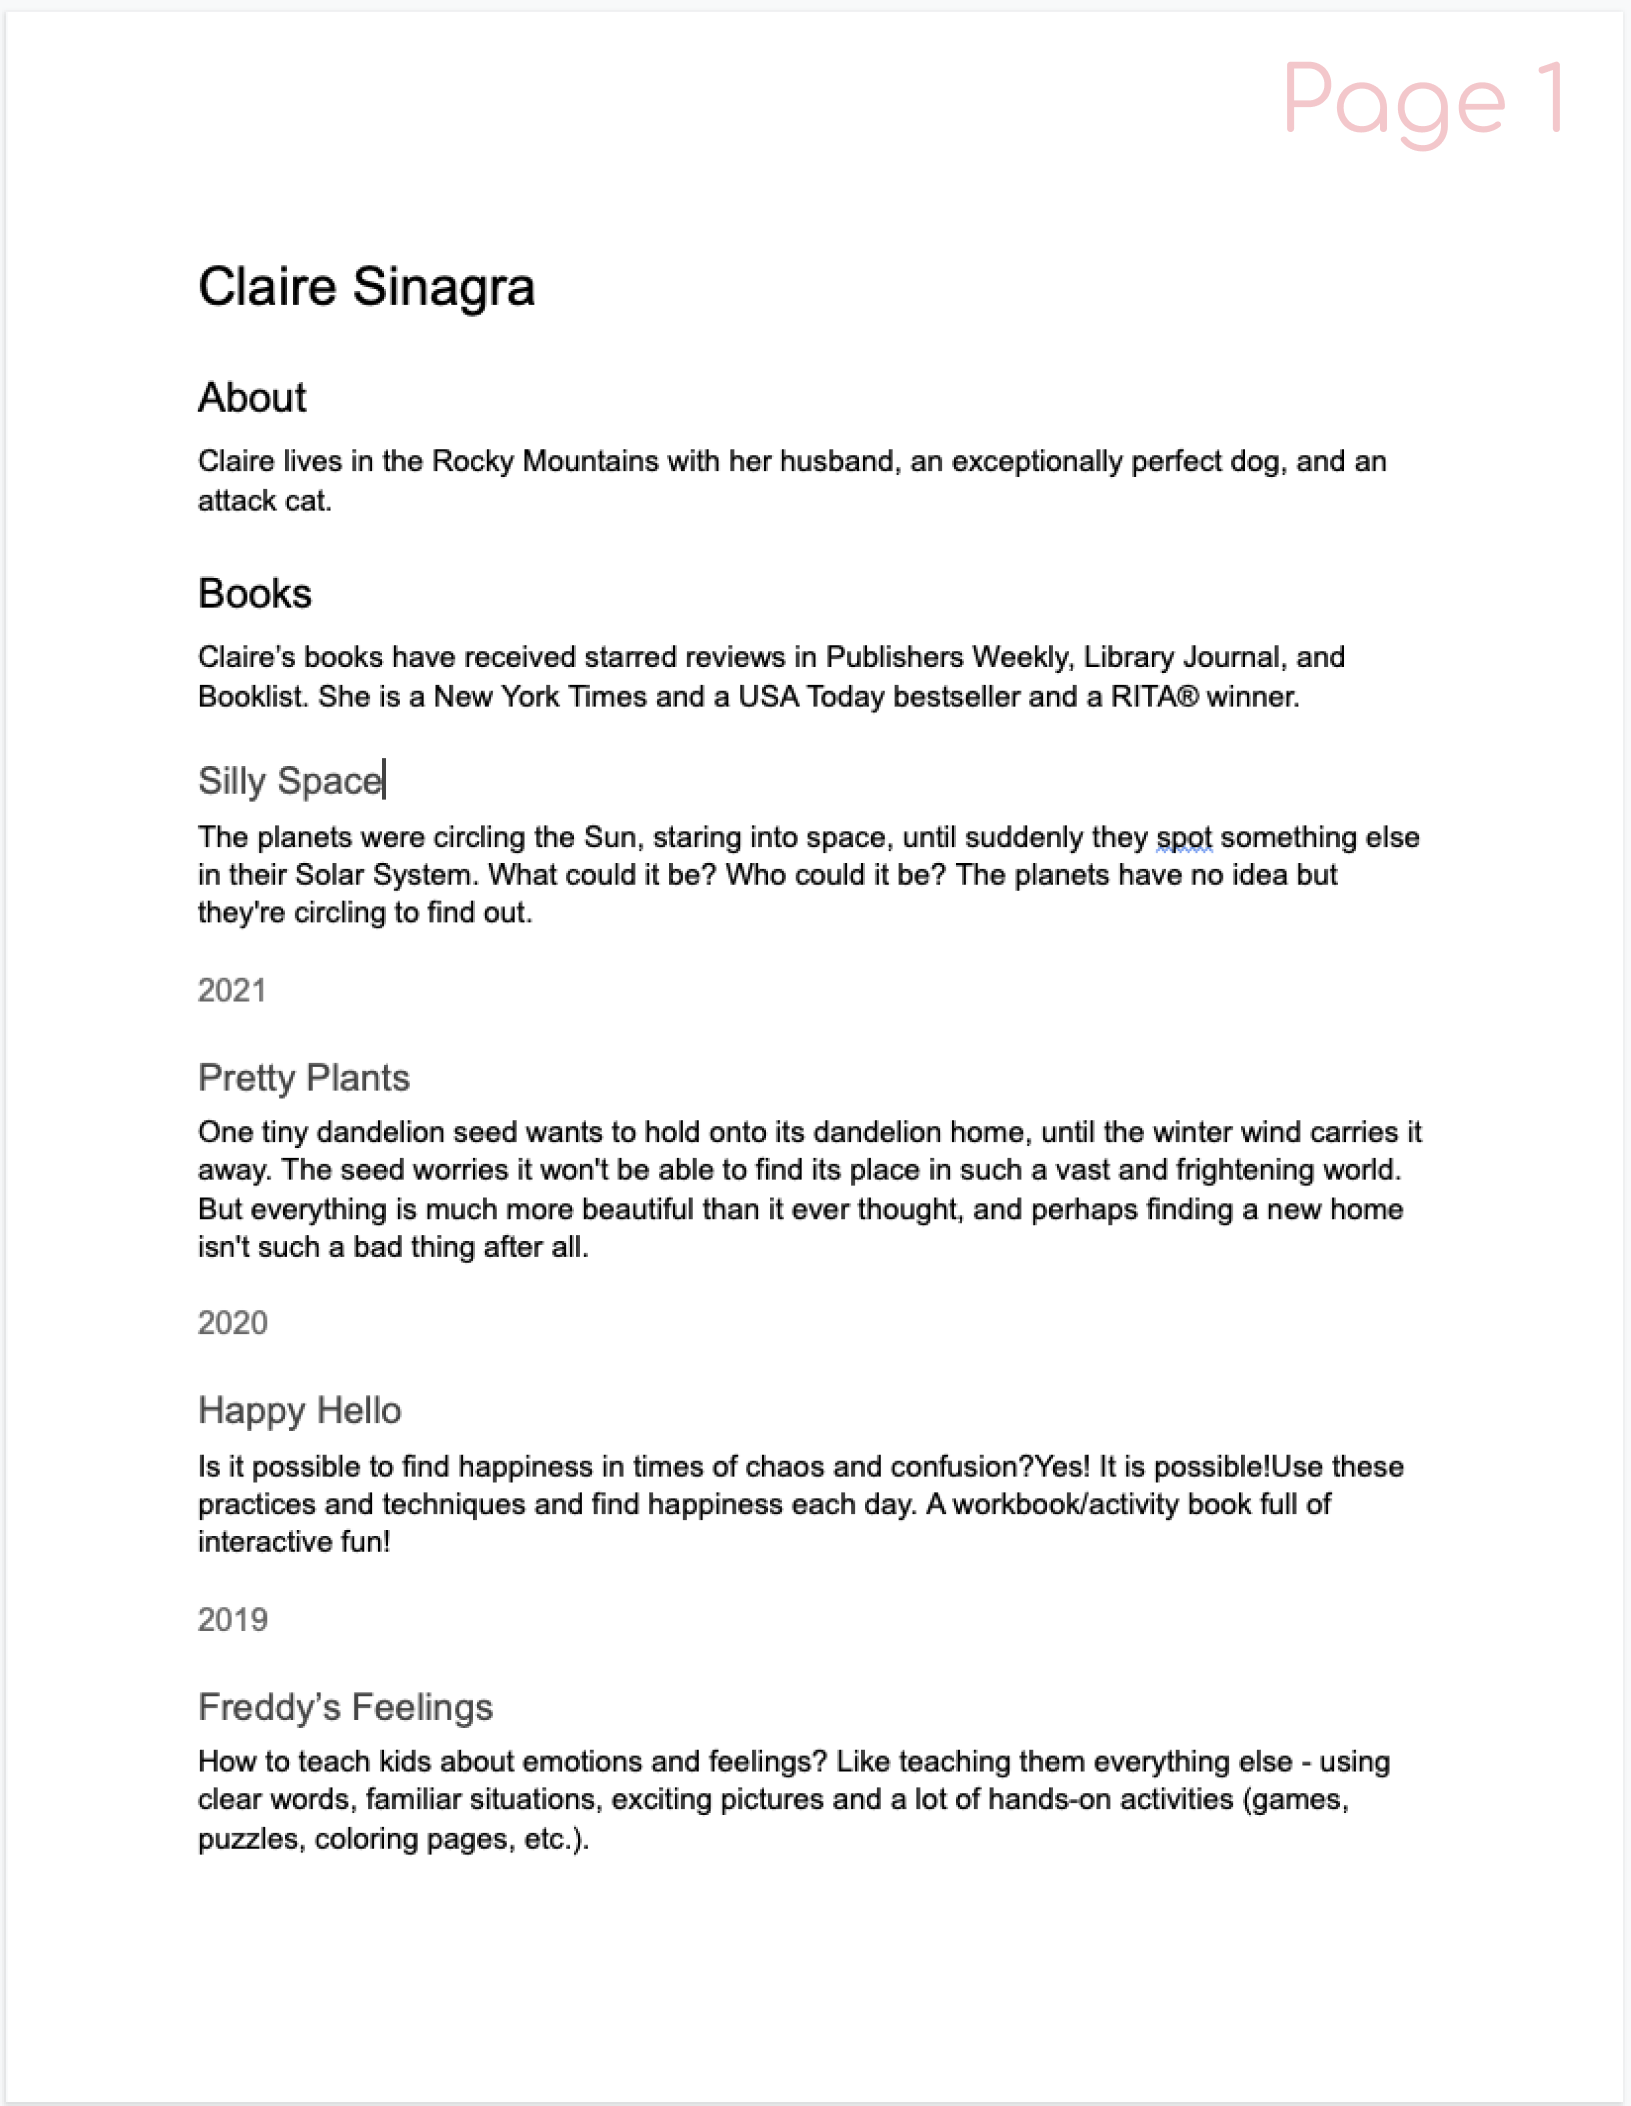 Page 1
Claire Sinagra
About
Claire lives in the Rocky Mountains with her husband, an exceptionally perfect dog, and an
attack cat.
Books
Claire's books have received starred reviews in Publishers Weekly, Library Journal, and
Booklist. She is a New York Times and a USA Today bestseller and a RITA® winner.
Silly Space
The planets were circling the Sun, staring into space, until suddenly they spot something else
in their Solar System. What could it be? Who could it be? The planets have no idea but
they're circling to find out.
2021
Pretty Plants
One tiny dandelion seed wants to hold onto its dandelion home, until the winter wind carries it
away. The seed worries it won't be able to find its place in such a vast and frightening world.
But everything is much more beautiful than it ever thought, and perhaps finding a new home
isn't such a bad thing after all.
2020
Happy Hello
Is it possible to find happiness in times of chaos and confusion?Yes! It is possible!Use these
practices and techniques and find happiness each day. A workbook/activity book full of
interactive fun!
2019
Freddy's Feelings
How to teach kids about emotions and feelings? Like teaching them everything else - using
clear words, familiar situations, exciting pictures and a lot of hands-on activities (games,
puzzles, coloring pages, etc.).